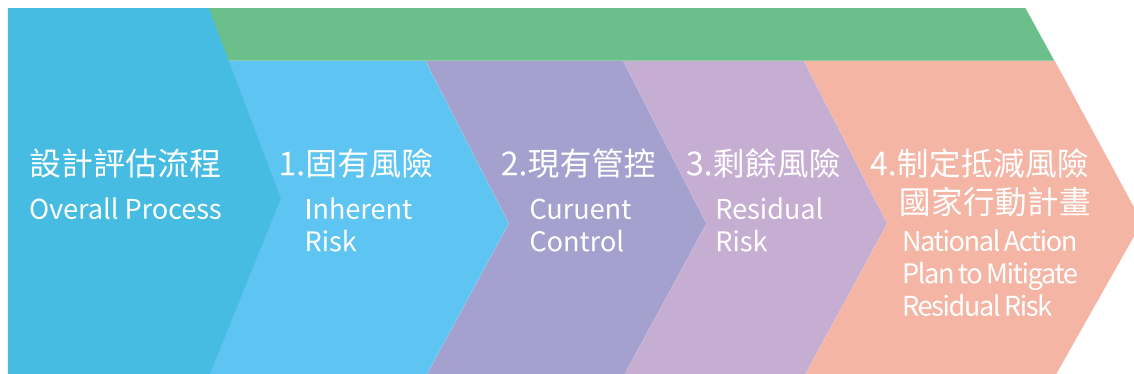 設計評估流程
Overall Process
1.固有風險
Inherent
Risk
2.現有管控
Curuent
Control
3.剩餘風險
Residual
Risk
4.制定抵減風險
國家行動計畫
National Action
Plan to Mitigate
Residual Risk